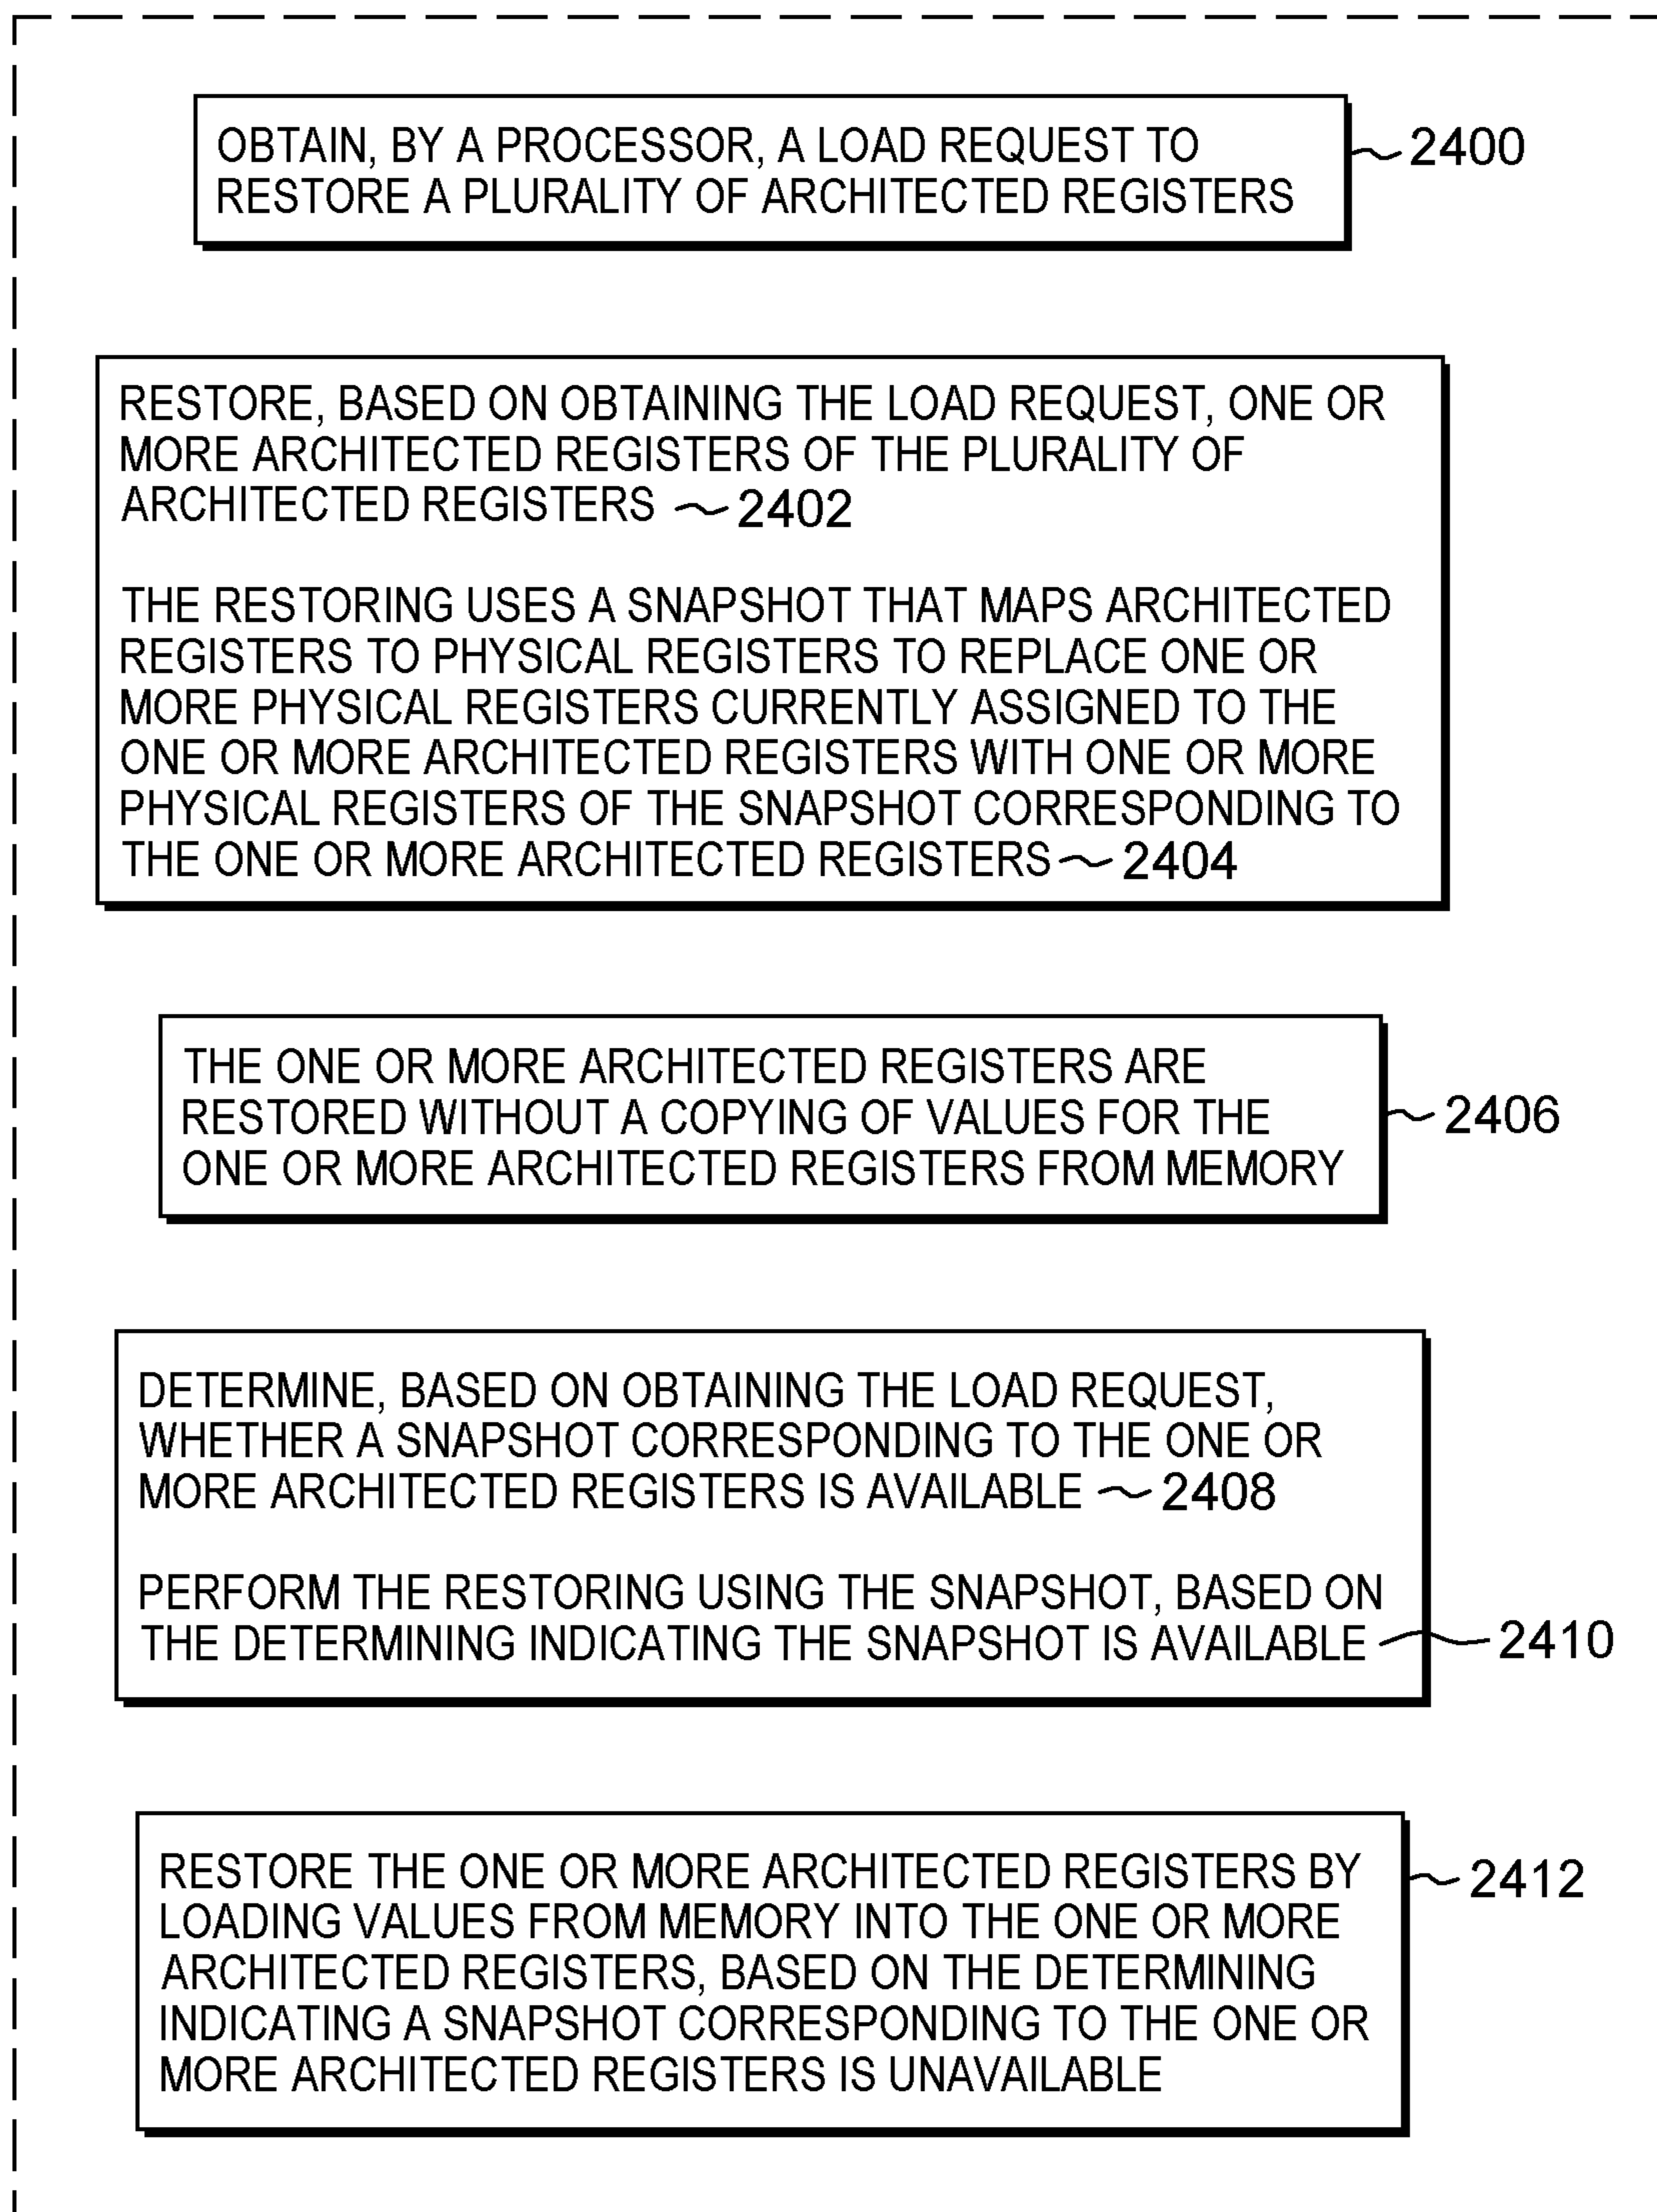 OBTAIN, BY A PROCESSOR, A LOAD REQUEST TO
RESTORE A PLURALITY OF ARCHITECTED REGISTERS
2400
RESTORE, BASED ON OBTAINING THE LOAD REQUEST, ONE OR
MORE ARCHITECTED REGISTERS OF THE PLURALITY OF
ARCHITECTED REGISTERS 2402
THE RESTORING USES A SNAPSHOT THAT MAPS ARCHITECTED
REGISTERS TO PHYSICAL REGISTERS TO REPLACE ONE OR
MORE PHYSICAL REGISTERS CURRENTLY ASSIGNED TO THE
ONE OR MORE ARCHITECTED REGISTERS WITH ONE OR MORE
PHYSICAL REGISTERS OF THE SNAPSHOT CORRESPONDING TO
THE ONE OR MORE ARCHITECTED REGISTERS 2404
THE ONE OR MORE ARCHITECTED REGISTERS ARE
RESTORED WITHOUT A COPYING OF VALUES FOR THE
ONE OR MORE ARCHITECTED REGISTERS FROM MEMORY
2406
DETERMINE, BASED ON OBTAINING THE LOAD REQUEST,
WHETHER A SNAPSHOT CORRESPONDING TO THE ONE OR
MORE ARCHITECTED REGISTERS IS AVAILABLE 2408
PERFORM THE RESTORING USING THE SNAPSHOT, BASED ON
THE DETERMINING INDICATING THE SNAPSHOT IS AVAILABLE 2410
RESTORE THE ONE OR MORE ARCHITECTED REGISTERS BY
LOADING VALUES FROM MEMORY INTO THE ONE OR MORE
ARCHITECTED REGISTERS, BASED ON THE DETERMINING
INDICATING A SNAPSHOT CORRESPONDING TO THE ONE OR
MORE ARCHITECTED REGISTERS IS UNAVAILABLE
2412